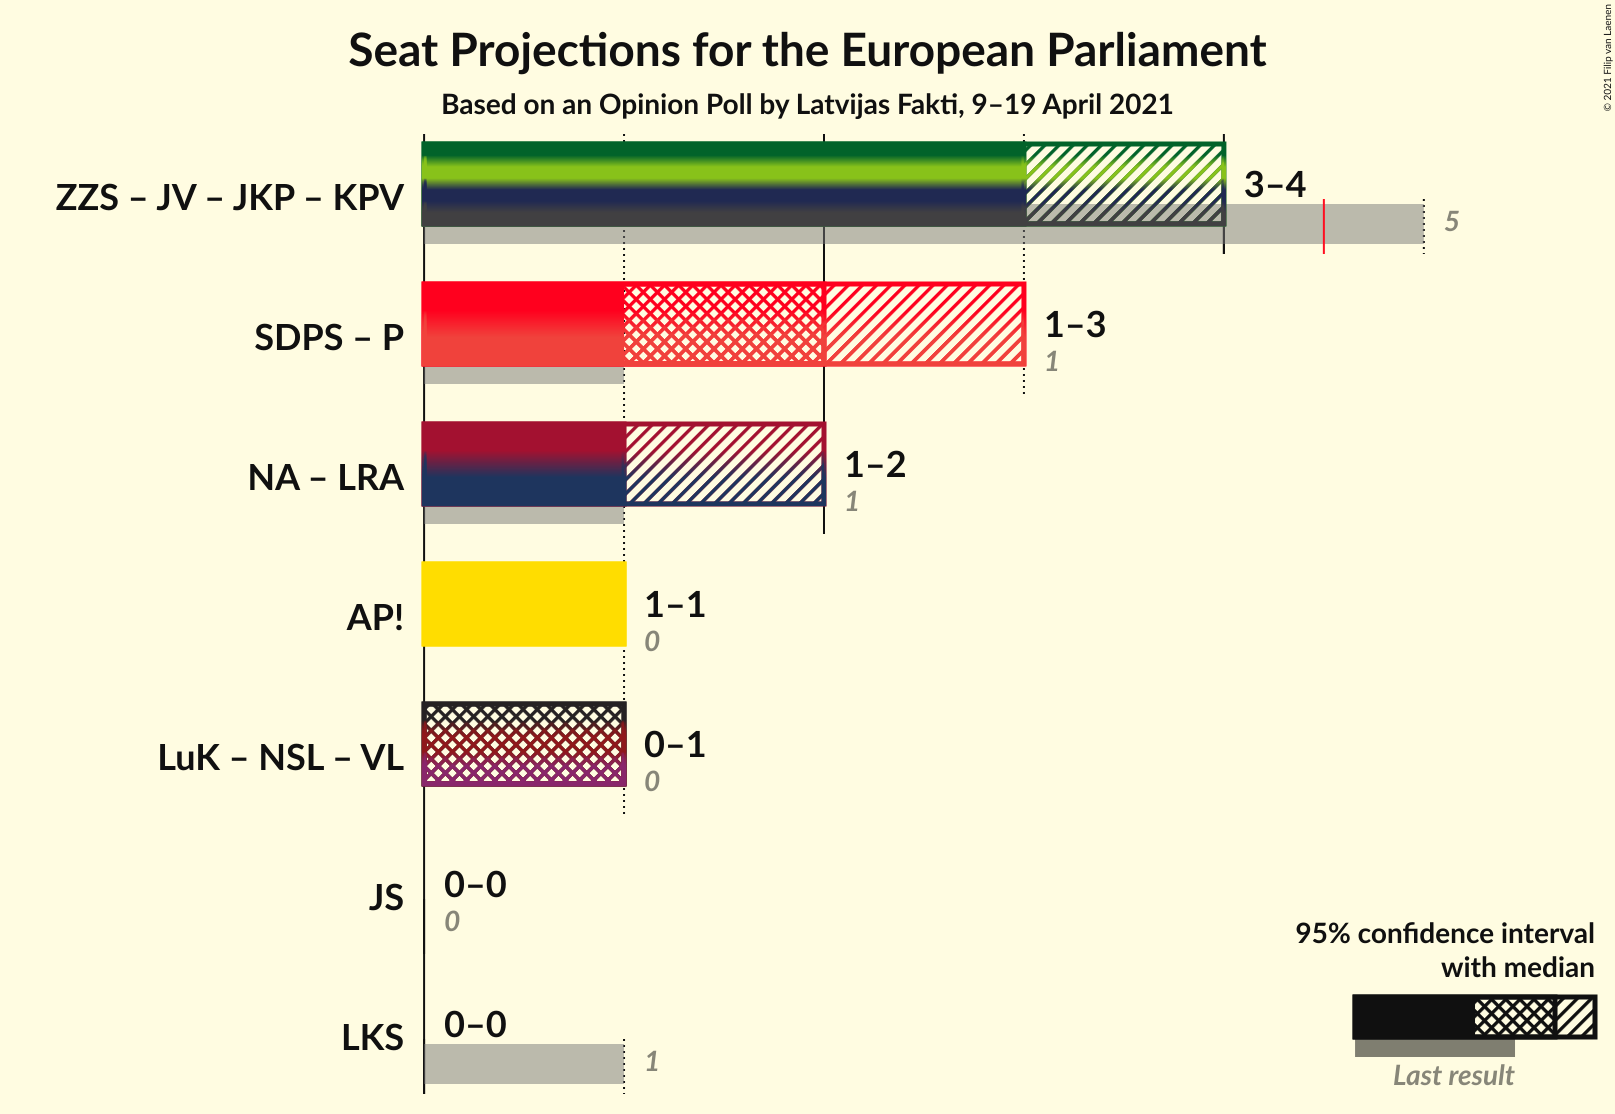 Seat Projections for the European Parliament
Based on an Opinion Poll by Latvijas Fakti, 9–19 April 2021
© 2021 Filip van Laenen
ZZS – JV – JKP – KPV
3–4
5
SDPS – P
1–3
1
NA – LRA
1–2
1
AP!
1–1
0
LuK – NSL – VL
0–1
0
JS
0–0
0
LKS
0–0
1
95% confidence interval
with median
Last result